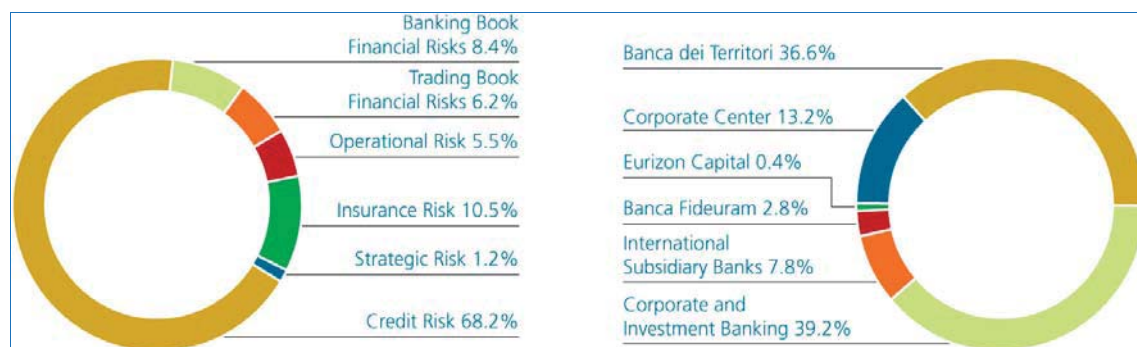 Banking Book
Financial Risks 8.4%
Trading Book
Financial Risks 6.2%
Operational Risk 5.5%
Insurance Risk 10.5%
Strategic Risk 1.2%
Credit Risk 68.2%
Banca dei Territori 36.6%
Corporate Center 13.2%
Eurizon Capital 0.4%
Banca Fideuram 2.8%
International
Subsidiary Banks 7.8%
Corporate and
Investment Banking 39.2%